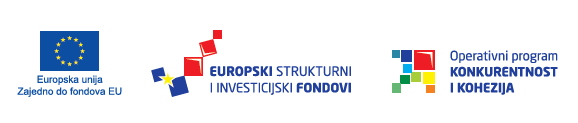 Europska unija
Zajedno do fondova EU
EUROPSKI STRUKTURNI
I INVESTICIJSKI FONDOVI
Operativni program
KONKURENTNOST
I KOHEZIJA